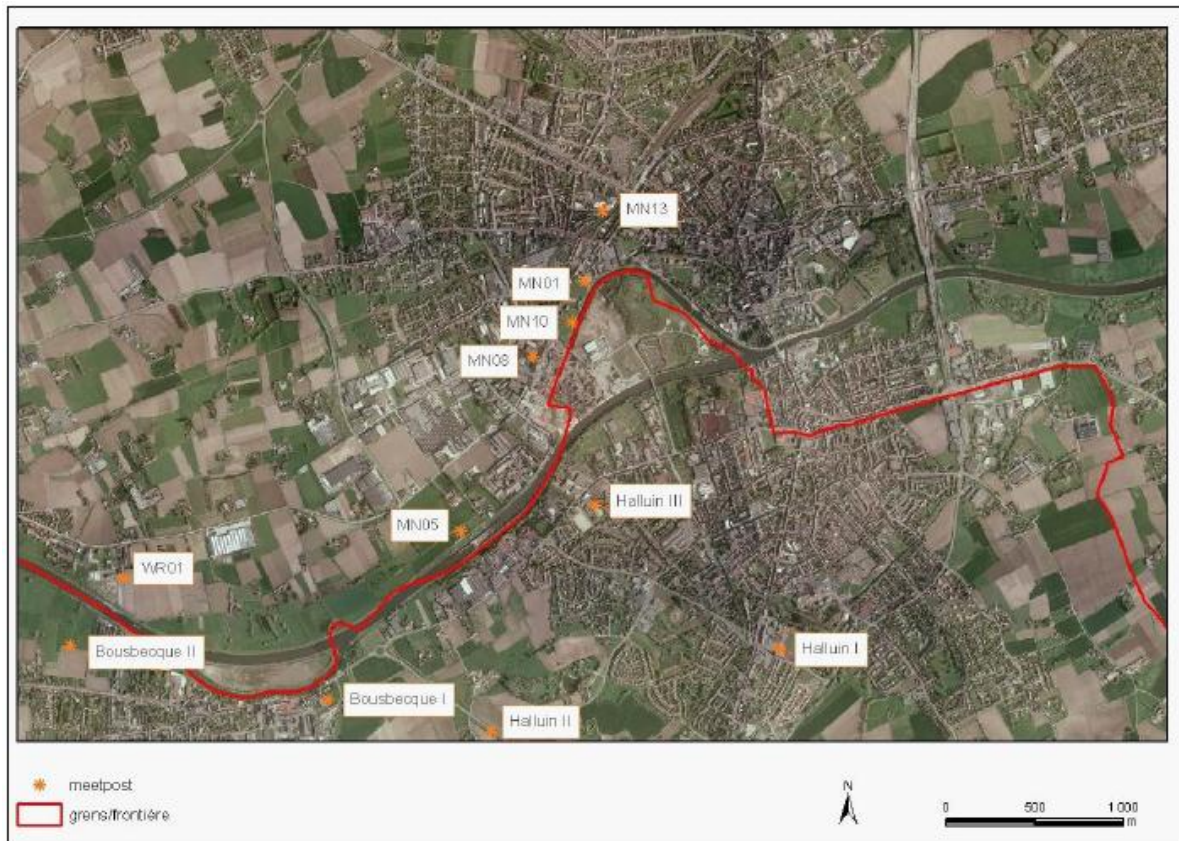 MN13
MN01
MN10
MN08
Halluin III
MN05
WR01
Bousbecque II
Halluin I
Bousbecque I
Halluin II
meetpost
grens/frontière
N
0 500 1 000
m